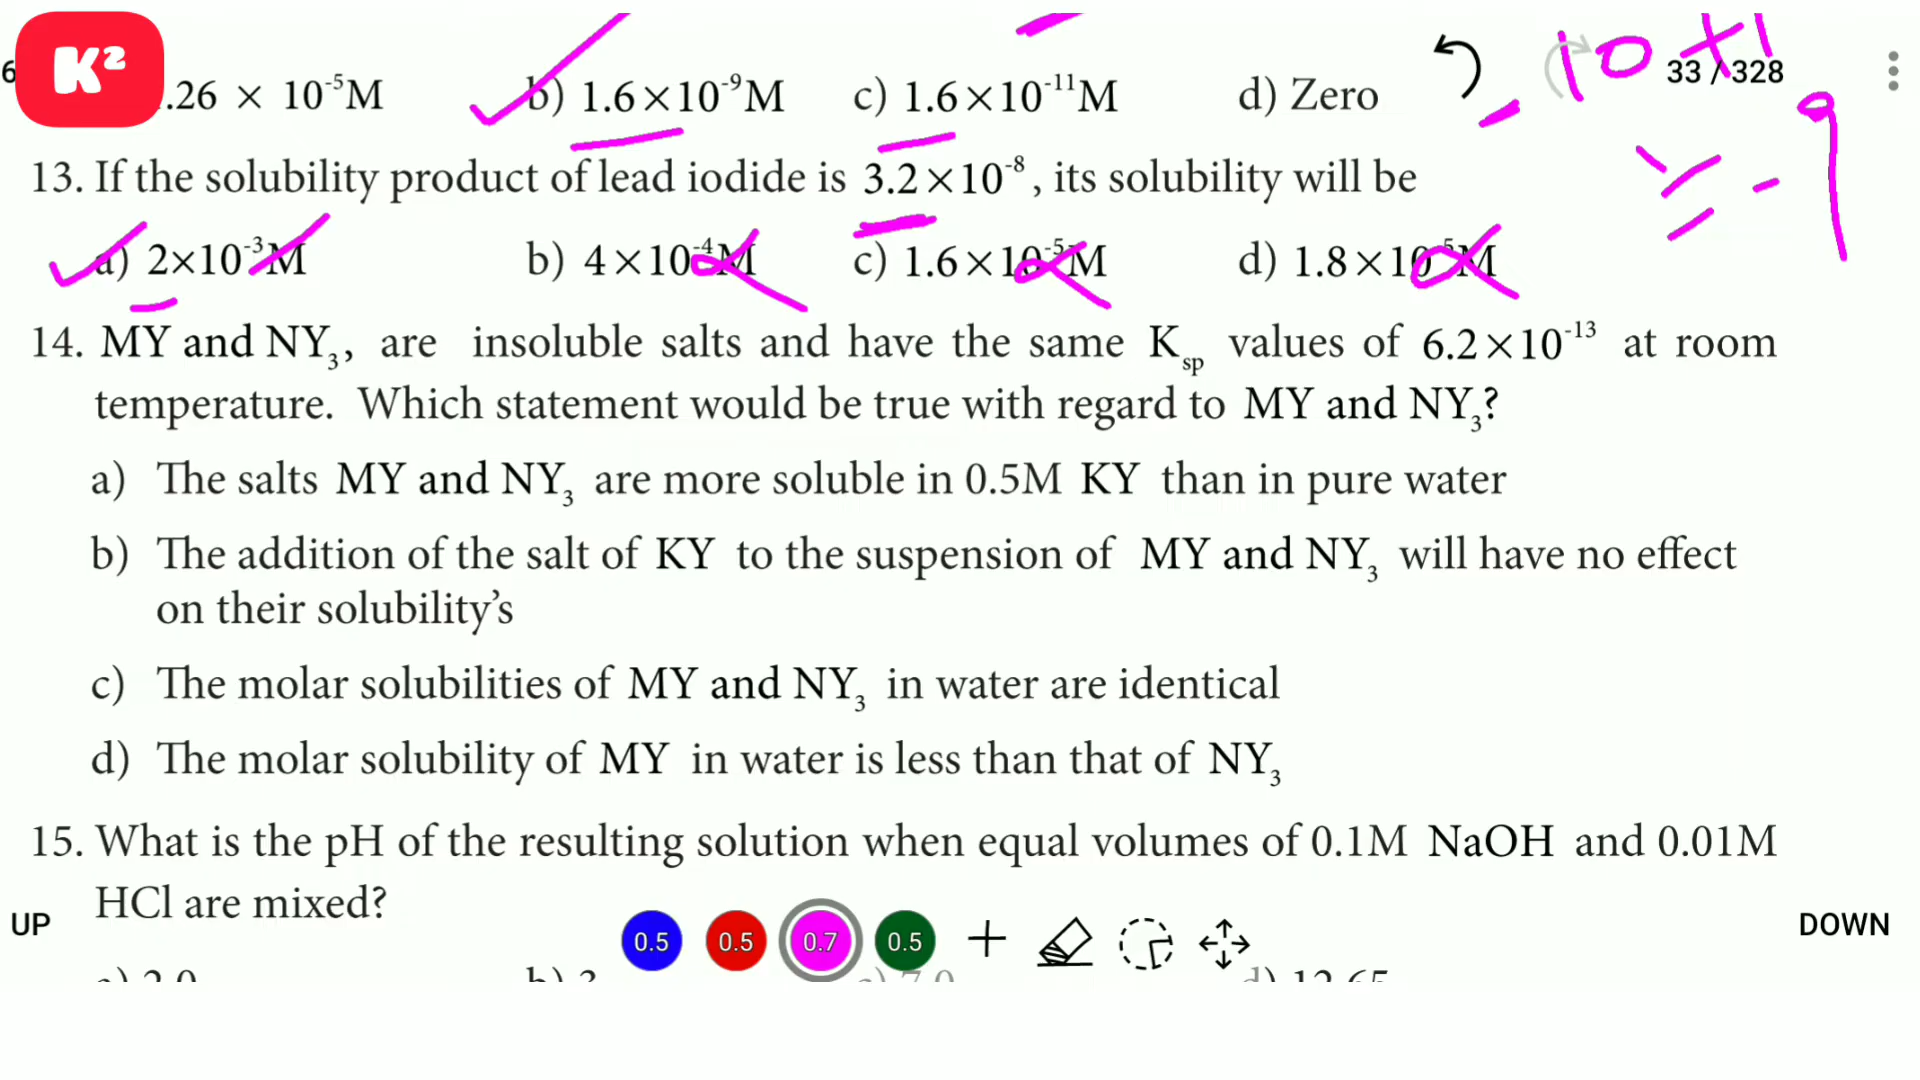 6 K²
.26 × 10⁻⁵M b) 1.6×10⁻⁹M c) 1.6×10⁻¹¹M d) Zero 10+1 33 / 328
13. If the solubility product of lead iodide is 3.2×10⁻⁸, its solubility will be = -9
a) 2×10⁻³M b) 4×10⁻⁴M c) 1.6×10⁻⁵M d) 1.8×10⁻⁵M
14. MY and NY₃, are insoluble salts and have the same Kₛₚ values of 6.2×10⁻¹³ at room
temperature. Which statement would be true with regard to MY and NY₃?
a) The salts MY and NY₃ are more soluble in 0.5M KY than in pure water
b) The addition of the salt of KY to the suspension of MY and NY₃ will have no effect
on their solubility's
c) The molar solubilities of MY and NY₃ in water are identical
d) The molar solubility of MY in water is less than that of NY₃
15. What is the pH of the resulting solution when equal volumes of 0.1M NaOH and 0.01M
HCl are mixed?
UP 0.5 0.5 0.7 0.5 DOWN
a) 2.0 b) 3 c) 7.0 d) 12.65